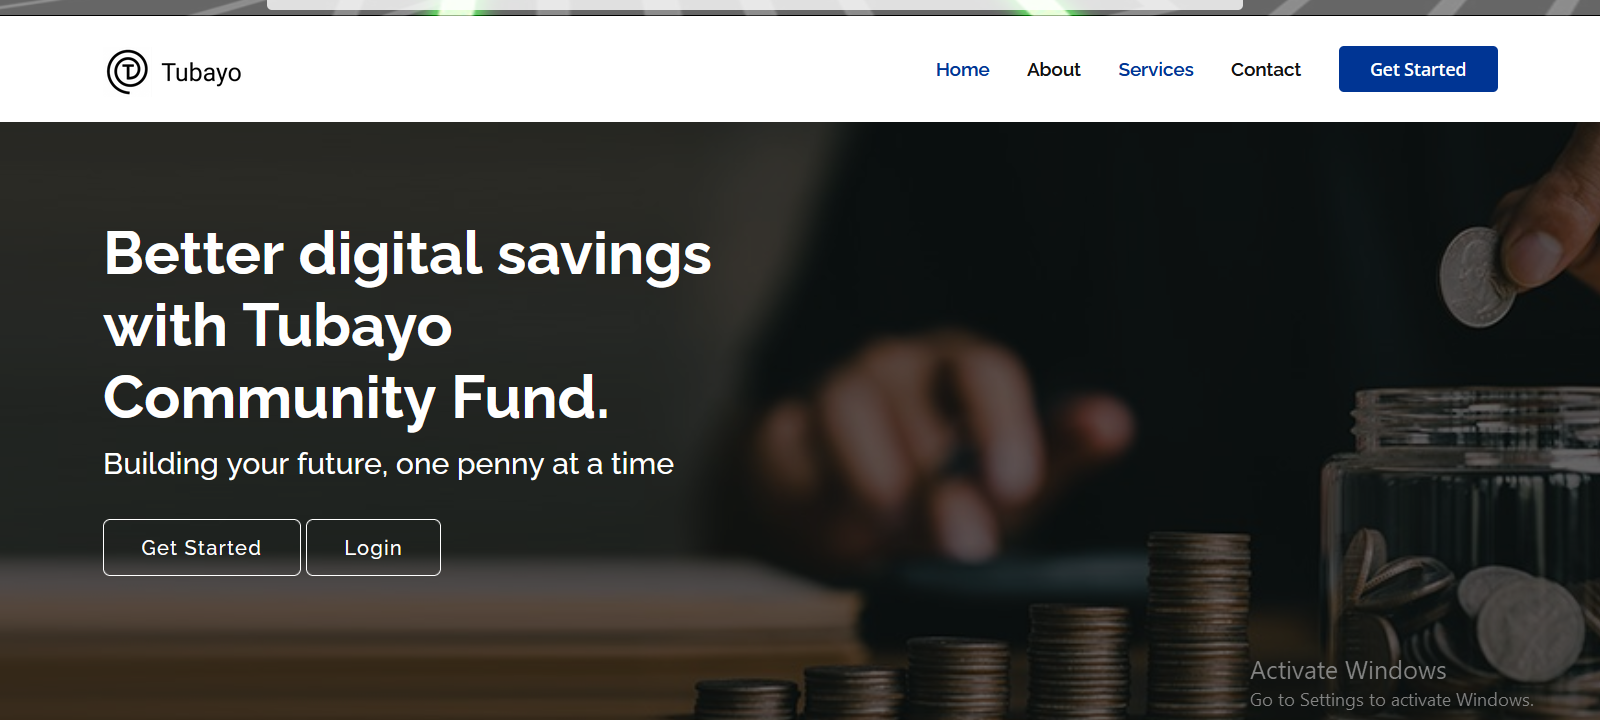 Tubayo
Home About Services Contact Get Started
Better digital savings
with Tubayo
Community Fund.
Building your future, one penny at a time
Get Started Login
Activate Windows
Go to Settings to activate Windows.